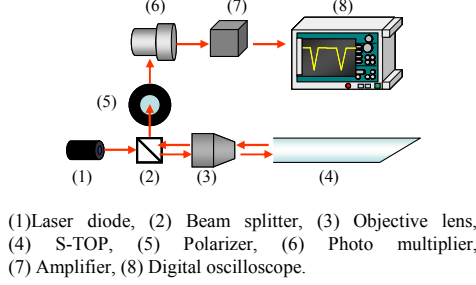 (6)
(7)
(8)
(5)
(1)
(2)
(3)
(4)
(1)Laser diode, (2) Beam splitter, (3) Objective lens,
(4) S-TOP, (5) Polarizer, (6) Photo multiplier,
(7) Amplifier, (8) Digital oscilloscope.